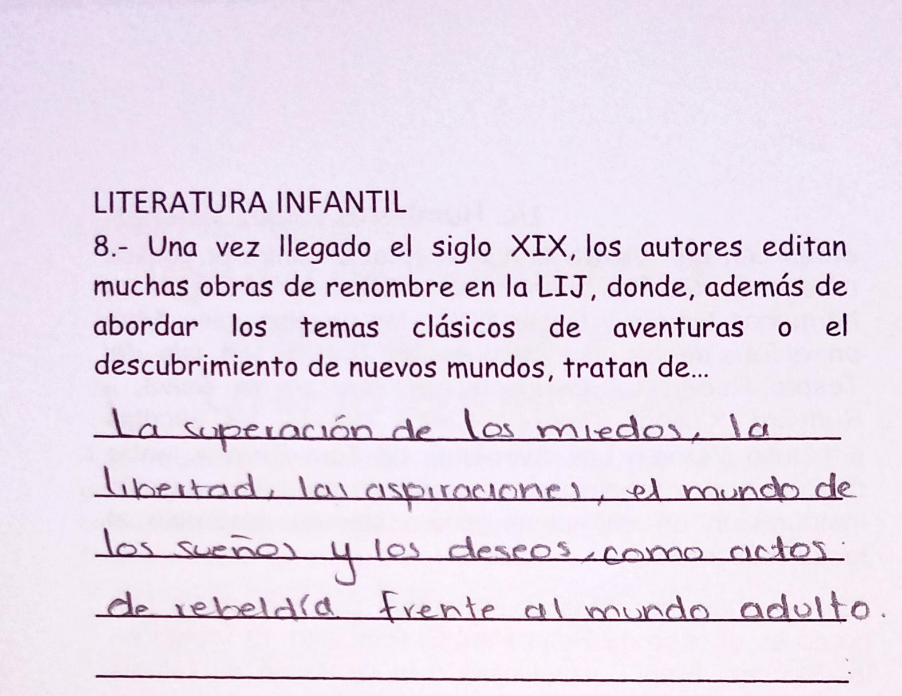 LITERATURA INFANTIL
8.- Una vez llegado el siglo XIX, los autores editan
muchas obras de renombre en la LIJ, donde, además de
abordar los temas clásicos de aventuras o el
descubrimiento de nuevos mundos, tratan de...
La superación de los miedos, la
libertad, las aspiraciones, el mundo de
los sueños y los deseos, como actos
de rebeldía frente al mundo adulto.